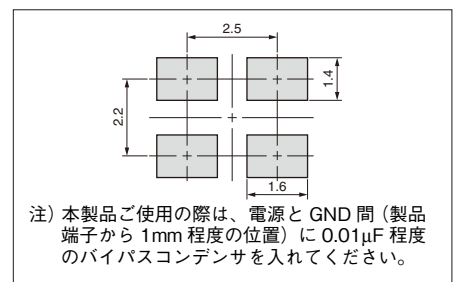 2.5
1.4
2.2
1.6
注）本製品ご使用の際は、電源と GND 間（製品
端子から 1mm 程度の位置）に 0.01μF 程度
のバイパスコンデンサを入れてください。